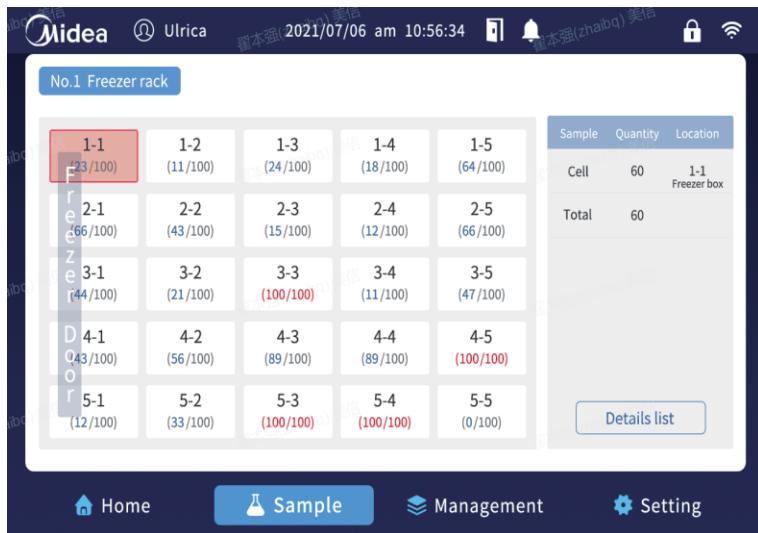 Midea Ulrica 2021/07/06 am 10:56:34
No.1 Freezer rack
1-1 1-2 1-3 1-4 1-5
(23/100) (11/100) (24/100) (18/100) (64/100)
2-1 2-2 2-3 2-4 2-5
(66/100) (43/100) (15/100) (12/100) (66/100)
3-1 3-2 3-3 3-4 3-5
(44/100) (21/100) (100/100) (11/100) (47/100)
4-1 4-2 4-3 4-4 4-5
(43/100) (56/100) (89/100) (89/100) (100/100)
5-1 5-2 5-3 5-4 5-5
(12/100) (33/100) (100/100) (100/100) (0/100)
Freezer Door
Sample Quantity Location
Cell 60 1-1
Freezer box
Total 60
Details list
Home Sample Management Setting
翟本强(zhaibq) 美信